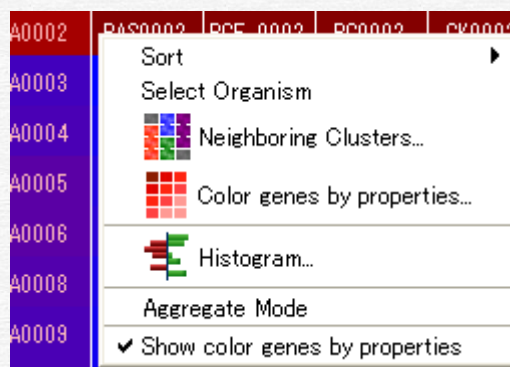 A0002
Sort
A0003
Select Organism
A0004
Neighboring Clusters...
A0005
Color genes by properties...
A0006
Histogram...
A0008
Aggregate Mode
A0009
Show color genes by properties